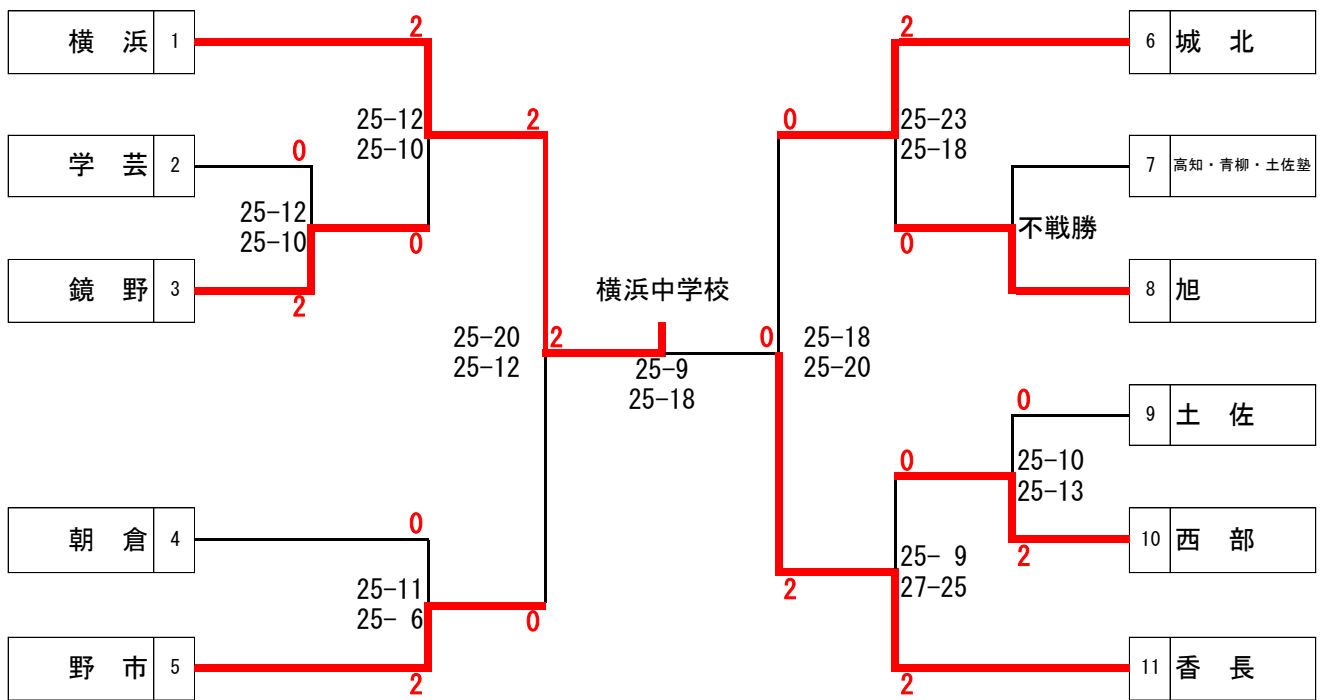 横 浜 1
2
2
6 城 北
25-12
25-10
2
0
25-23
25-18
学 芸 2
0
7 高知・青柳・土佐塾
25-12
25-10
0
0
不戦勝
鏡 野 3
2
横浜中学校
8 旭
25-20
25-12
2
25-9
25-18
0
25-18
25-20
0
9 土 佐
0
25-10
25-13
朝 倉 4
0
2
10 西 部
25-11
25- 6
0
2
25- 9
27-25
野 市 5
2
2
11 香 長